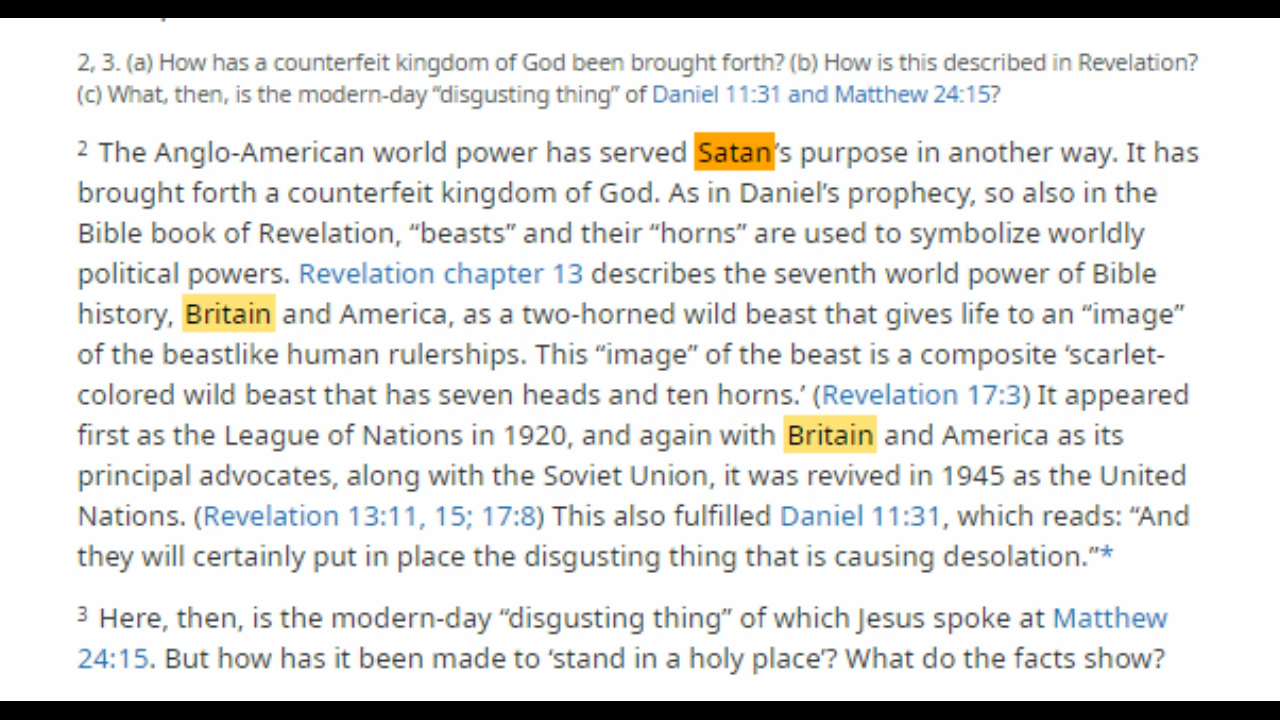 2, 3. (a) How has a counterfeit kingdom of God been brought forth? (b) How is this described in Revelation?
(c) What, then, is the modern-day “disgusting thing” of Daniel 11:31 and Matthew 24:15?
2 The Anglo-American world power has served Satan’s purpose in another way. It has
brought forth a counterfeit kingdom of God. As in Daniel’s prophecy, so also in the
Bible book of Revelation, “beasts” and their “horns” are used to symbolize worldly
political powers. Revelation chapter 13 describes the seventh world power of Bible
history, Britain and America, as a two-horned wild beast that gives life to an “image”
of the beastlike human rulerships. This “image” of the beast is a composite ‘scarlet-
colored wild beast that has seven heads and ten horns.’ (Revelation 17:3) It appeared
first as the League of Nations in 1920, and again with Britain and America as its
principal advocates, along with the Soviet Union, it was revived in 1945 as the United
Nations. (Revelation 13:11, 15; 17:8) This also fulfilled Daniel 11:31, which reads: “And
they will certainly put in place the disgusting thing that is causing desolation.”*
3 Here, then, is the modern-day “disgusting thing” of which Jesus spoke at Matthew
24:15. But how has it been made to ‘stand in a holy place’? What do the facts show?